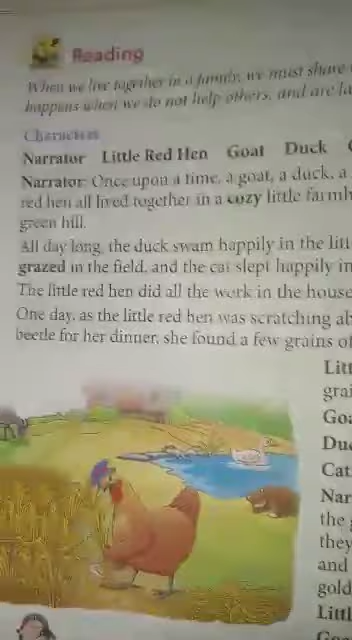 Reading
When we live together in a family, we must share
happens when we do not help others, and are la
Characters
Narrator Little Red Hen Goat Duck C
Narrator: Once upon a time, a goat, a duck, a
red hen all lived together in a cozy little farmh
green hill.
All day long, the duck swam happily in the litt
grazed in the field, and the cat slept happily in
The little red hen did all the work in the house
One day, as the little red hen was scratching ab
beetle for her dinner, she found a few grains of
Litt
grai
Goa
Duc
Cat
Nar
the
they
and
gold
Littl
Goa